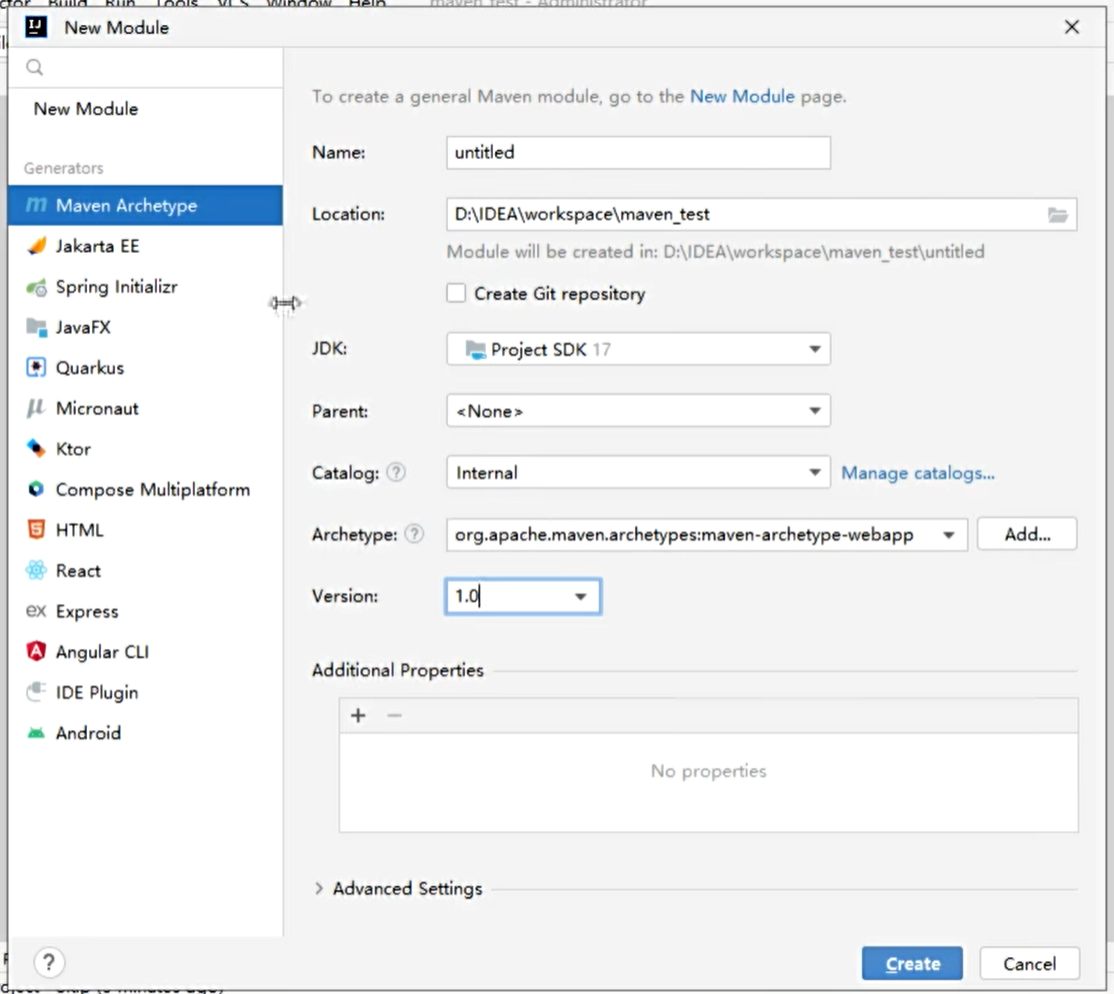 Build Run Tools VCS Window Help maven_test - Administrator
New Module
New Module
Generators
Maven Archetype
Jakarta EE
Spring Initializr
JavaFX
Quarkus
Micronaut
Ktor
Compose Multiplatform
HTML
React
ex Express
Angular CLI
IDE Plugin
Android
To create a general Maven module, go to the New Module page.
Name: untitled
Location: D:\IDEA\workspace\maven_test
Module will be created in: D:\IDEA\workspace\maven_test\untitled
Create Git repository
JDK: Project SDK 17
Parent: <None>
Catalog: ? Internal Manage catalogs...
Archetype: ? org.apache.maven.archetypes:maven-archetype-webapp Add...
Version: 1.0
Additional Properties
No properties
Advanced Settings
? Create Cancel